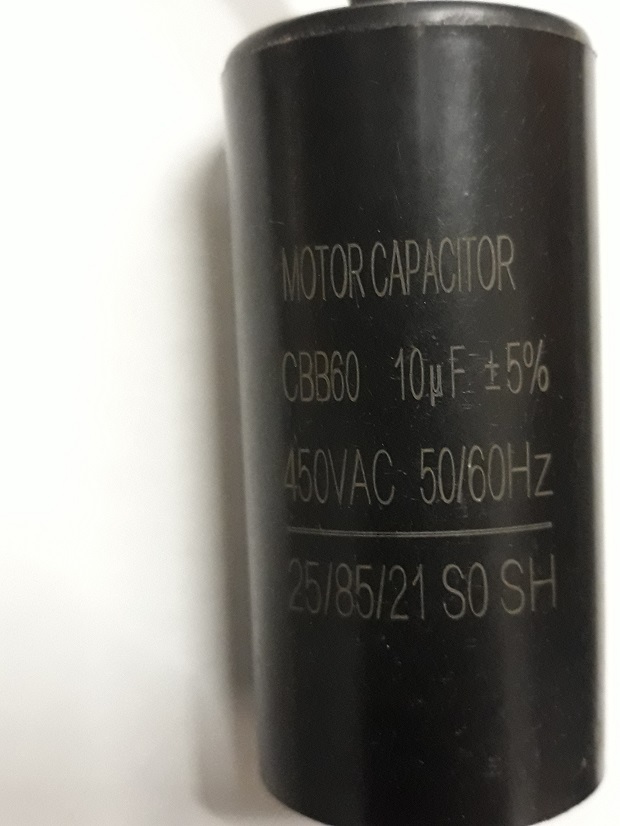 MOTOR CAPACITOR
CBB60 10μF ±5%
450VAC 50/60Hz
25/85/21 S0 SH